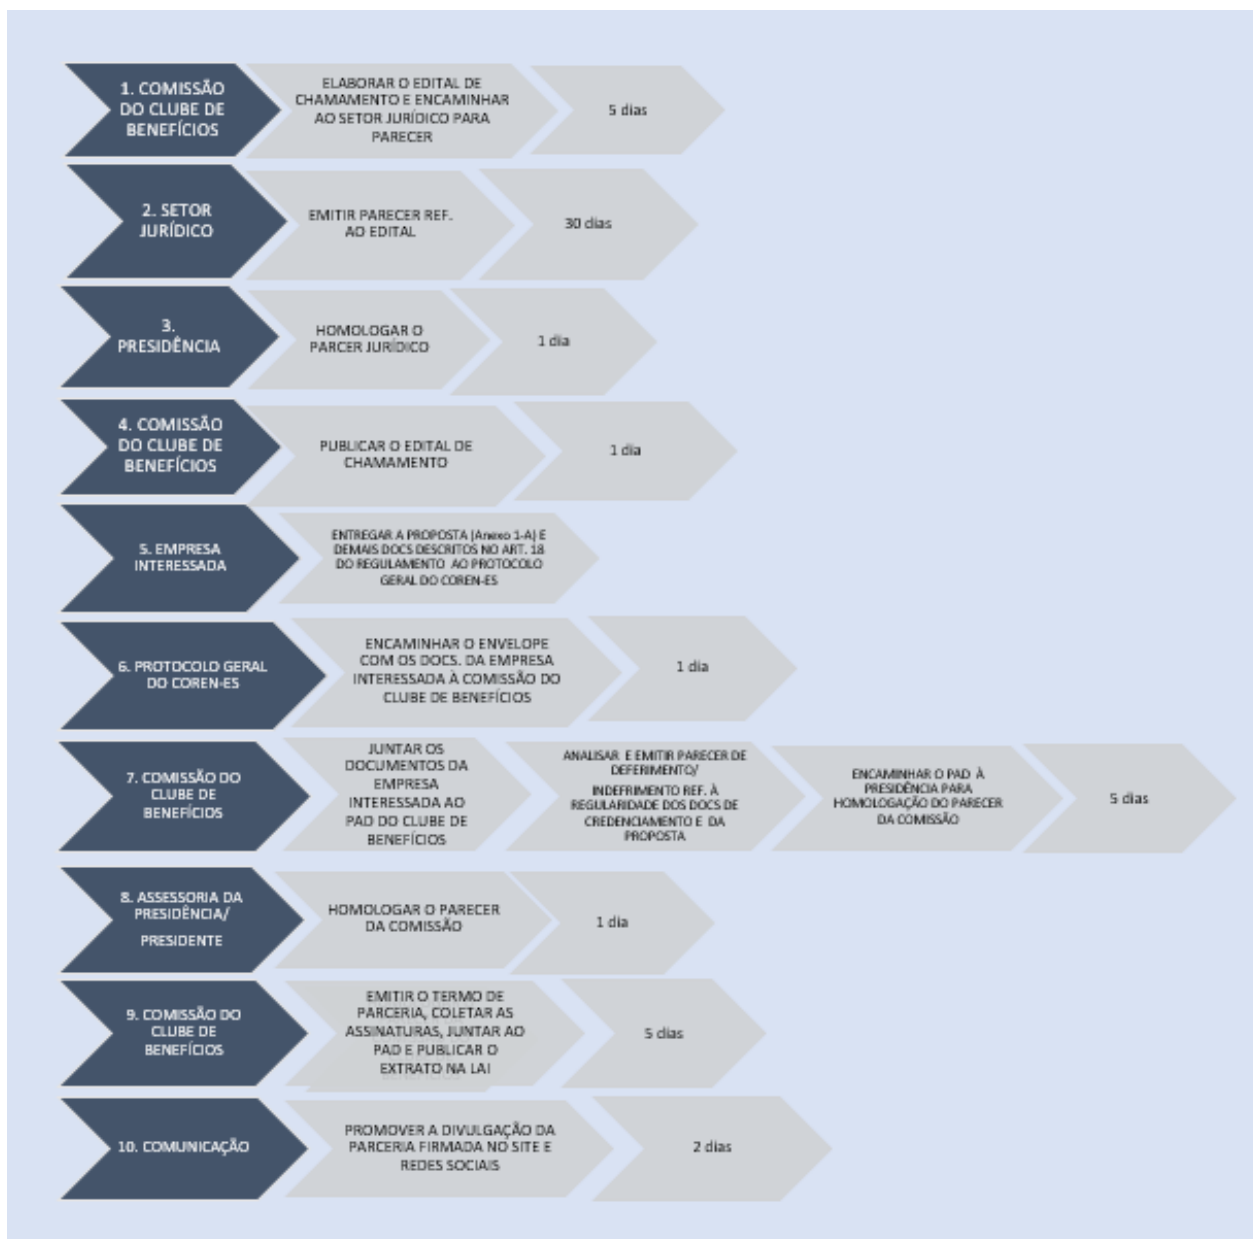 1. COMISSÃO
DO CLUBE DE
BENEFÍCIOS
ELABORAR O EDITAL DE
CHAMAMENTO E ENCAMINHAR
AO SETOR JURÍDICO PARA
PARECER
5 dias
2. SETOR
JURÍDICO
EMITIR PARECER REF.
AO EDITAL
30 dias
3.
PRESIDÊNCIA
HOMOLOGAR O
PARCER JURÍDICO
1 dia
4. COMISSÃO
DO CLUBE DE
BENEFÍCIOS
PUBLICAR O EDITAL DE
CHAMAMENTO
1 dia
5. EMPRESA
INTERESSADA
ENTREGAR A PROPOSTA (Anexo 1-A) E
DEMAIS DOCS DESCRITOS NO ART. 18
DO REGULAMENTO AO PROTOCOLO
GERAL DO COREN-ES
6. PROTOCOLO GERAL
DO COREN-ES
ENCAMINHAR O ENVELOPE
COM OS DOCS. DA EMPRESA
INTERESSADA À COMISSÃO DO
CLUBE DE BENEFÍCIOS
1 dia
7. COMISSÃO DO
CLUBE DE
BENEFÍCIOS
JUNTAR OS
DOCUMENTOS DA
EMPRESA
INTERESSADA AO
PAD DO CLUBE DE
BENEFÍCIOS
ANALISAR E EMITIR PARECER DE
DEFERIMENTO/
INDEFRIMENTO REF. À
REGULARIDADE DOS DOCS DE
CREDENCIAMENTO E DA
PROPOSTA
ENCAMINHAR O PAD À
PRESIDÊNCIA PARA
HOMOLOGAÇÃO DO PARECER
DA COMISSÃO
5 dias
8. ASSESSORIA DA
PRESIDÊNCIA/
PRESIDENTE
HOMOLOGAR O PARECER
DA COMISSÃO
1 dia
9. COMISSÃO DO
CLUBE DE
BENEFÍCIOS
EMITIR O TERMO DE
PARCERIA, COLETAR AS
ASSINATURAS, JUNTAR AO
PAD E PUBLICAR O
EXTRATO NA LAI
5 dias
10. COMUNICAÇÃO
PROMOVER A DIVULGAÇÃO DA
PARCERIA FIRMADA NO SITE E
REDES SOCIAIS
2 dias